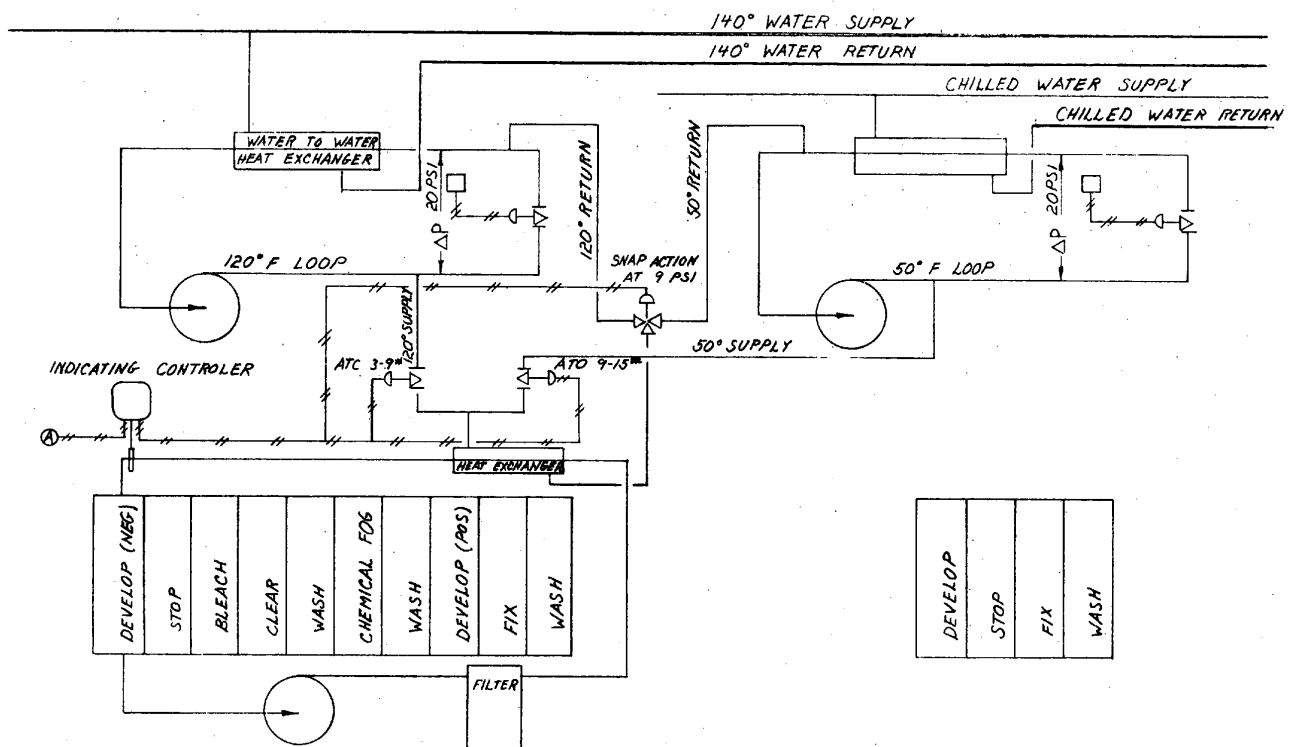 140° WATER SUPPLY
140° WATER RETURN
CHILLED WATER SUPPLY
CHILLED WATER RETURN
WATER TO WATER
HEAT EXCHANGER
ΔP 20 PSI
120° RETURN
50° RETURN
ΔP 20 PSI
120° F LOOP
SNAP ACTION
AT 9 PSI
50° F LOOP
120° SUPPLY
50° SUPPLY
INDICATING CONTROLER
ATC 3-9#
ATO 9-15#
A
HEAT EXCHANGER
DEVELOP (NEG)
STOP
BLEACH
CLEAR
WASH
CHEMICAL FOG
WASH
DEVELOP (POS)
FIX
WASH
DEVELOP
STOP
FIX
WASH
FILTER